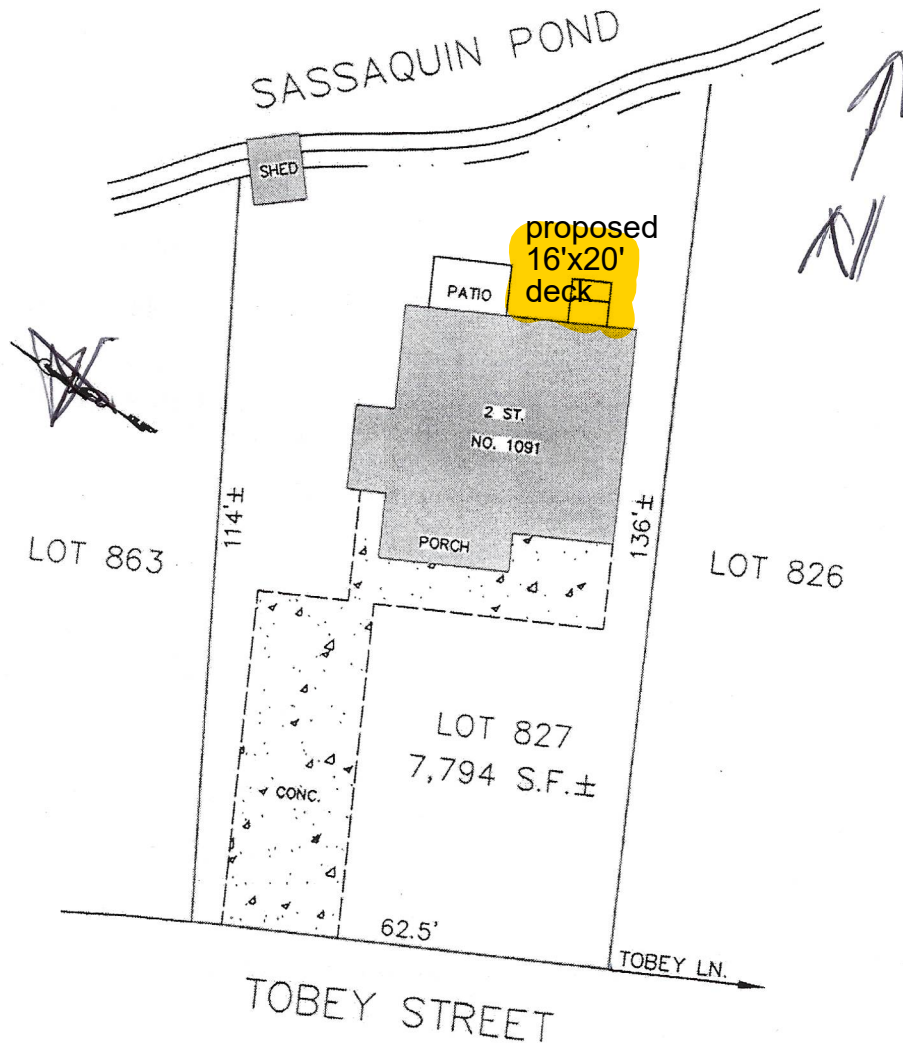 SASSAQUIN POND
SHED
proposed
16'x20'
deck
PATIO
N
2 ST.
NO. 1091
114'±
136'±
PORCH
LOT 863
LOT 826
LOT 827
7,794 S.F.±
CONC.
62.5'
TOBEY LN.
TOBEY STREET